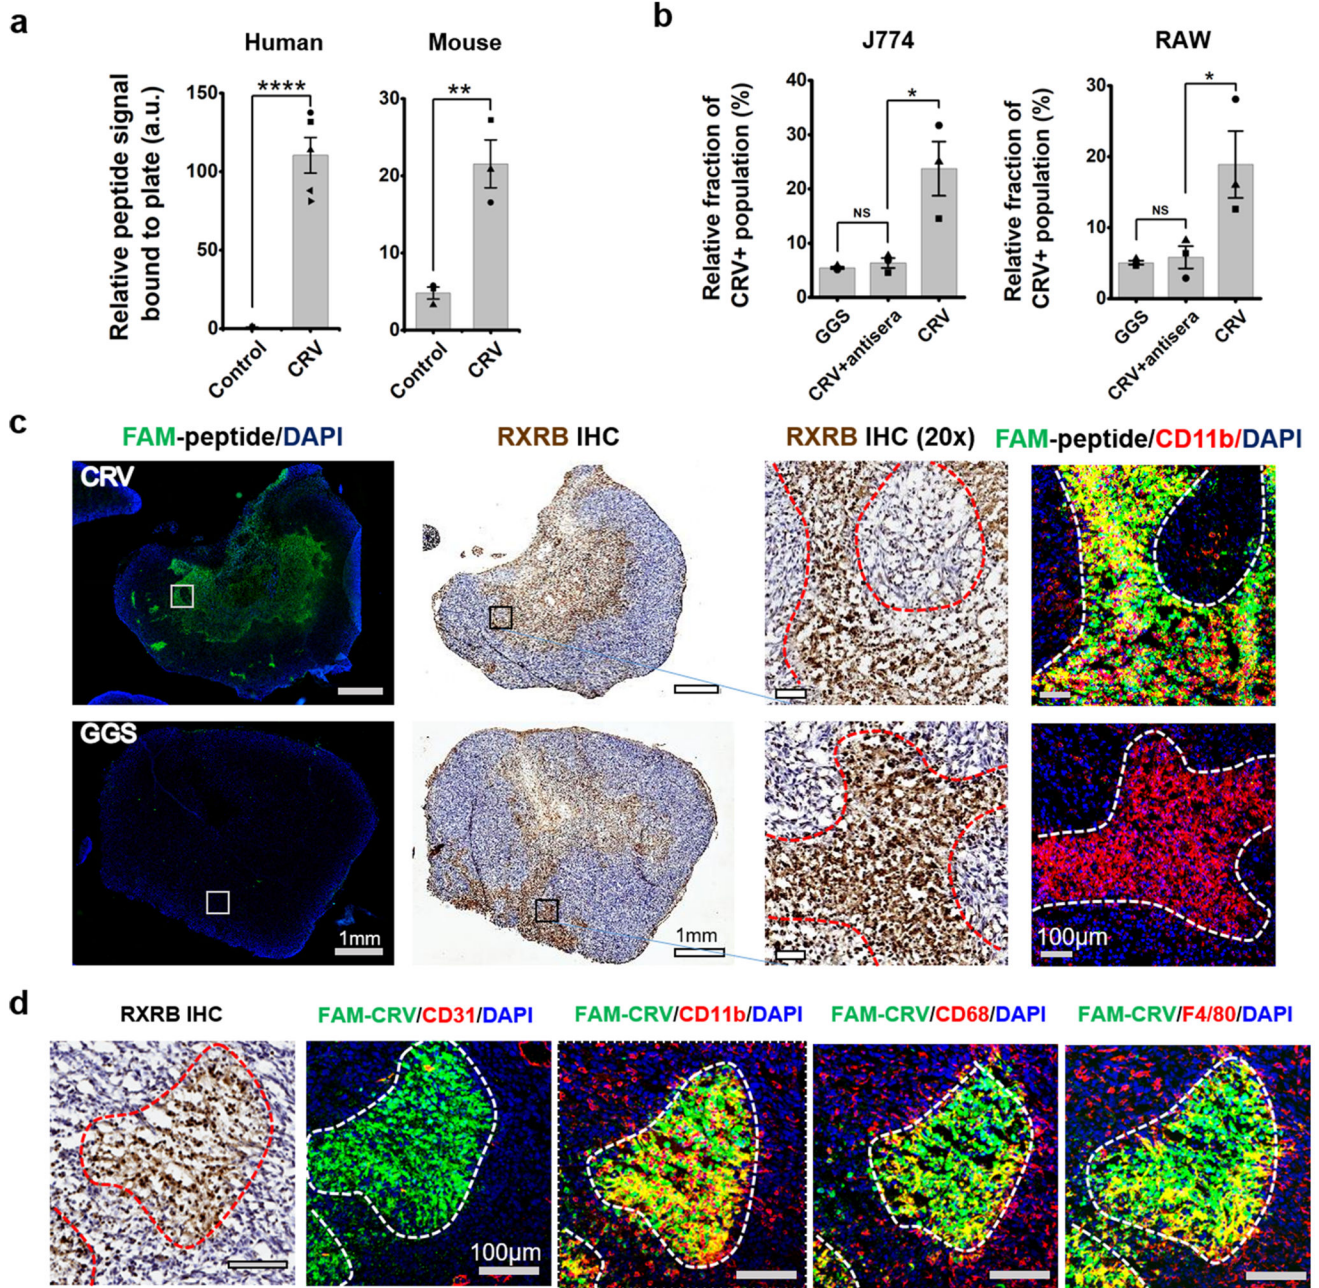 a
Human
Mouse
Relative peptide signal
bound to plate (a.u.)
150
100
50
0
****
Control
CRV
30
20
10
0
**
Control
CRV
b
J774
RAW
Relative fraction of
CRV+ population (%)
40
30
20
10
0
NS
*
GGS
CRV+antisera
CRV
Relative fraction of
CRV+ population (%)
30
20
10
0
NS
*
GGS
CRV+antisera
CRV
c
FAM-peptide/DAPI
RXRB IHC
RXRB IHC (20x)
FAM-peptide/CD11b/DAPI
CRV
GGS
1mm
1mm
100µm
d
RXRB IHC
FAM-CRV/CD31/DAPI
FAM-CRV/CD11b/DAPI
FAM-CRV/CD68/DAPI
FAM-CRV/F4/80/DAPI
100µm